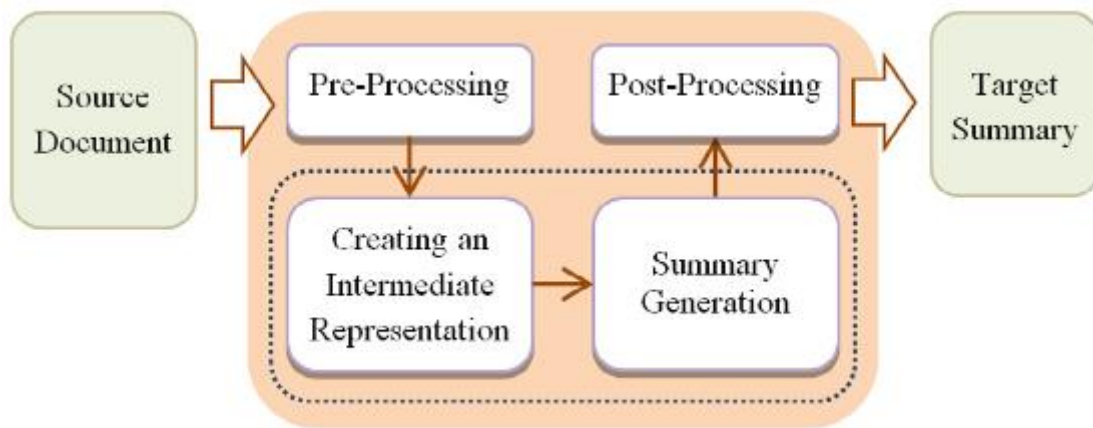 Source
Document
Pre-Processing
Creating an
Intermediate
Representation
Summary
Generation
Post-Processing
Target
Summary